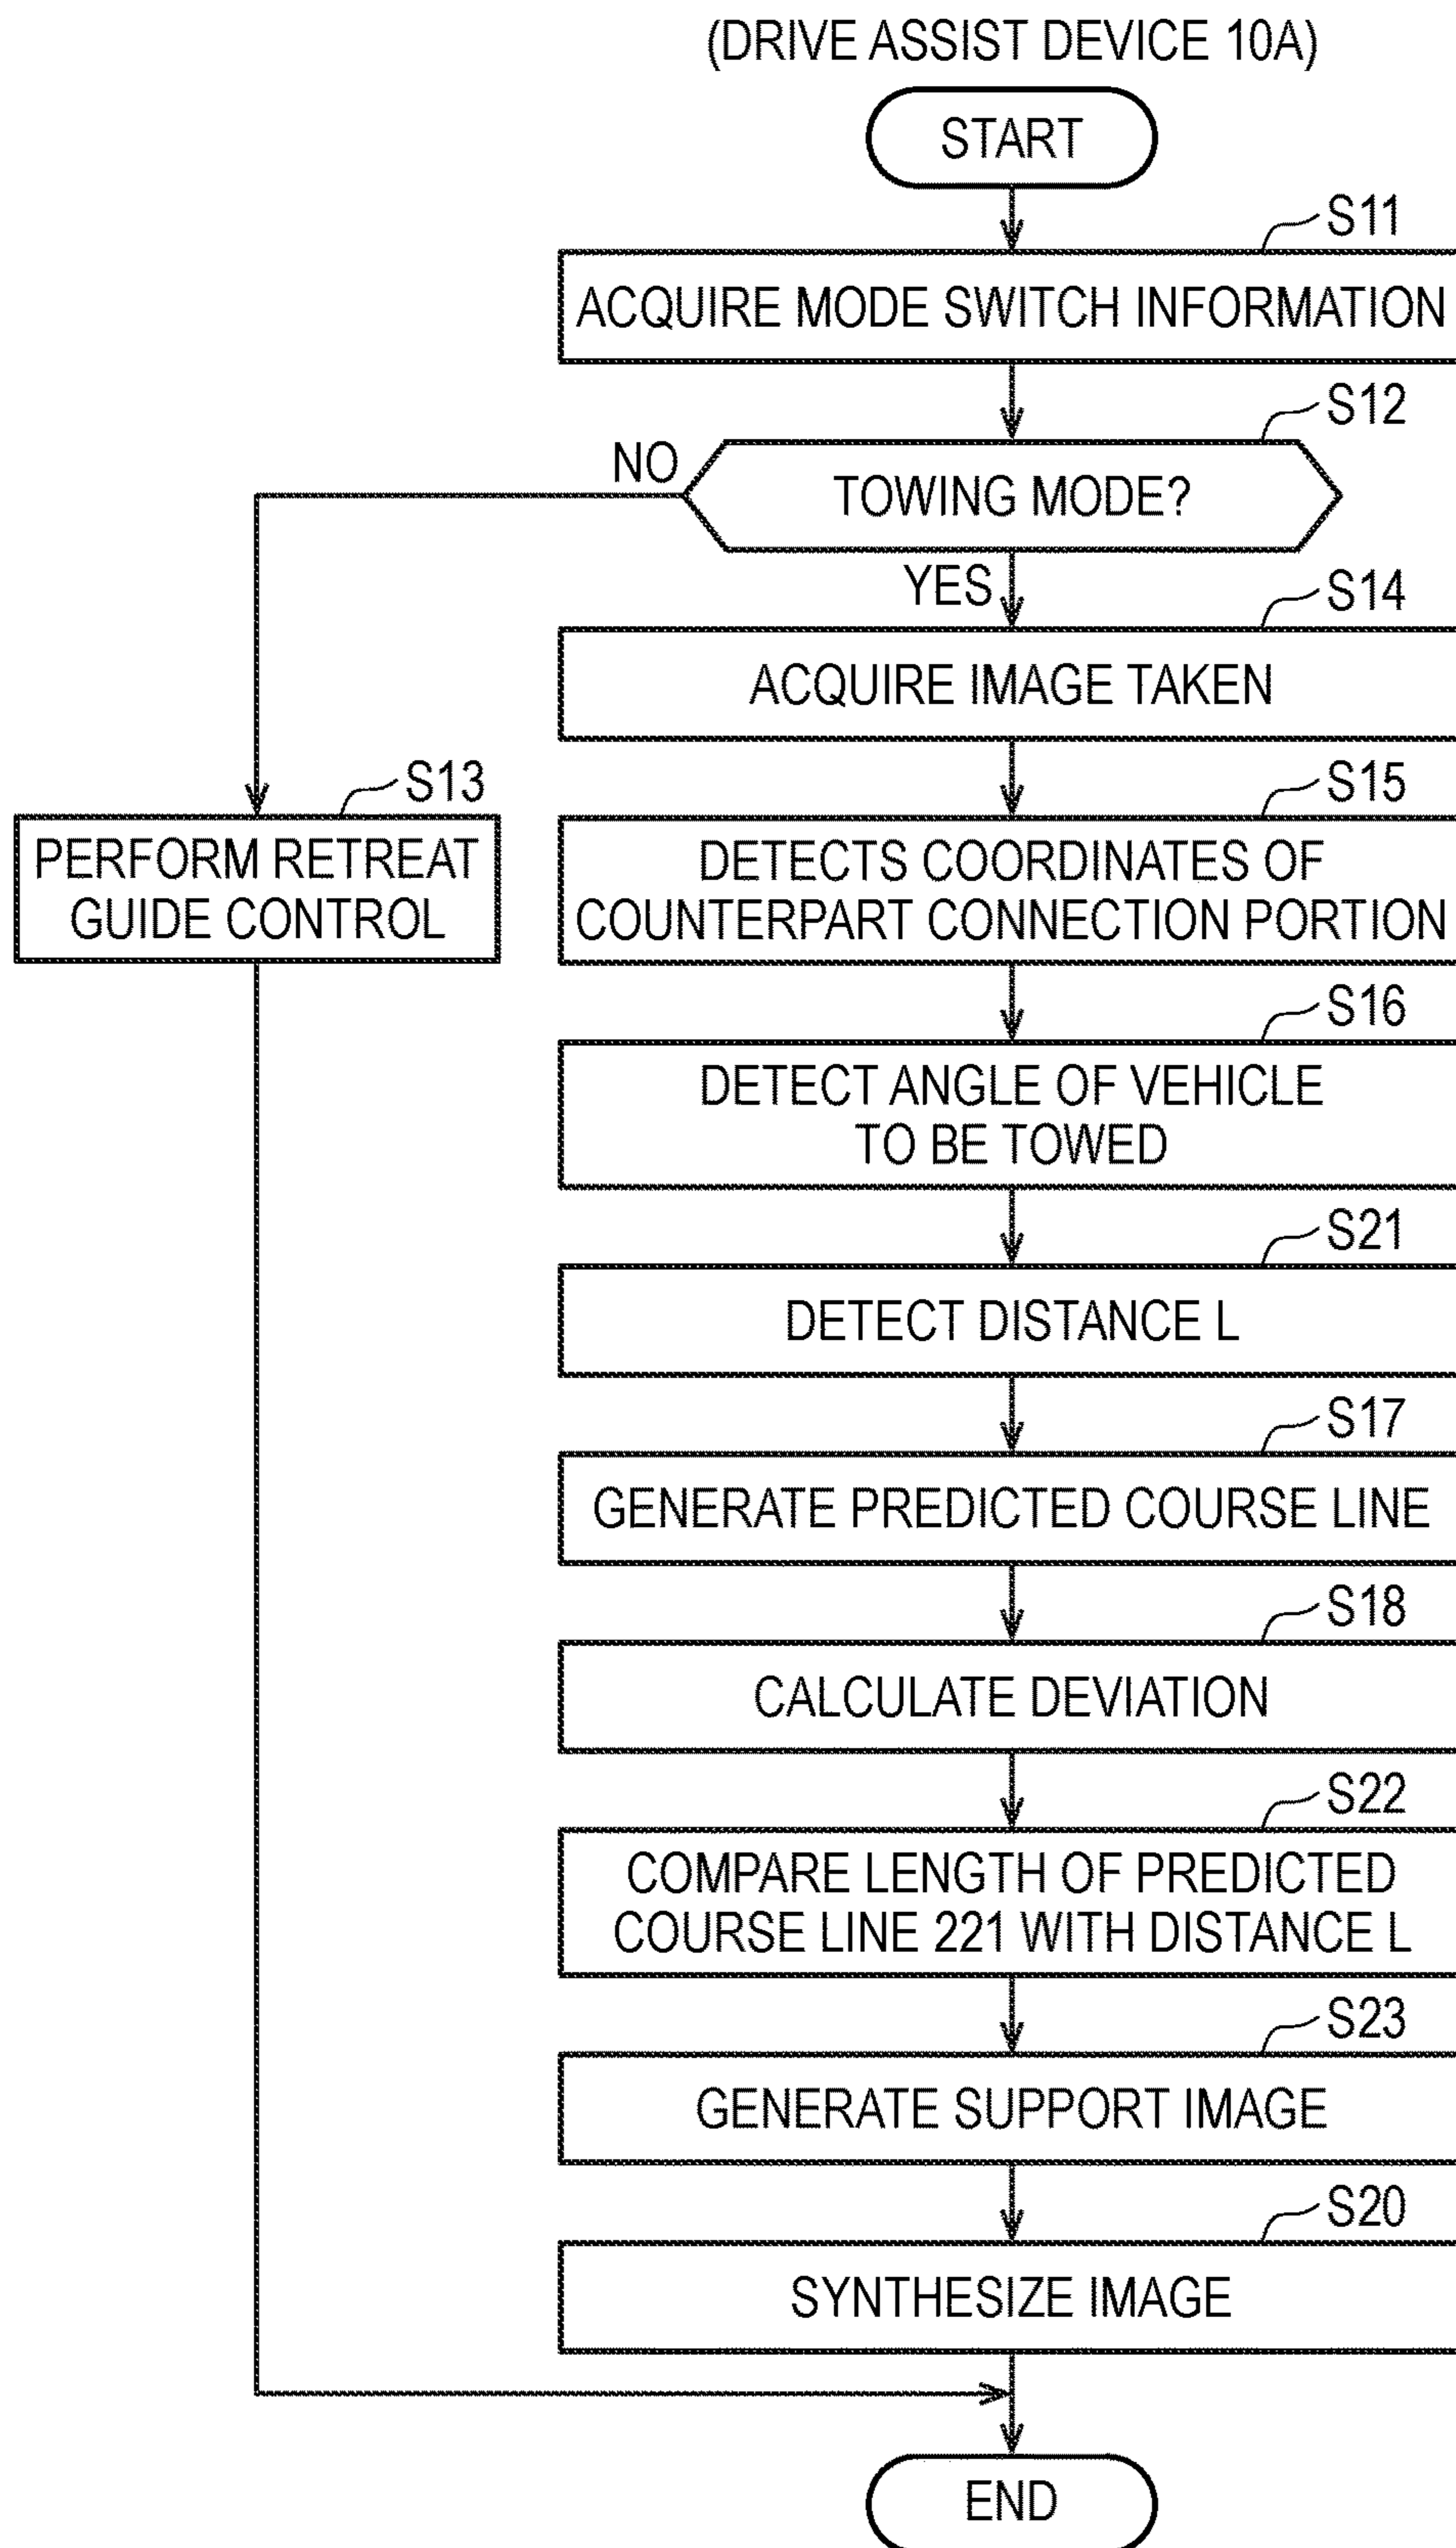 (DRIVE ASSIST DEVICE 10A)
START
S11
ACQUIRE MODE SWITCH INFORMATION
S12
NO
TOWING MODE?
YES
S14
ACQUIRE IMAGE TAKEN
S13
PERFORM RETREAT
GUIDE CONTROL
S15
DETECTS COORDINATES OF
COUNTERPART CONNECTION PORTION
S16
DETECT ANGLE OF VEHICLE
TO BE TOWED
S21
DETECT DISTANCE L
S17
GENERATE PREDICTED COURSE LINE
S18
CALCULATE DEVIATION
S22
COMPARE LENGTH OF PREDICTED
COURSE LINE 221 WITH DISTANCE L
S23
GENERATE SUPPORT IMAGE
S20
SYNTHESIZE IMAGE
END